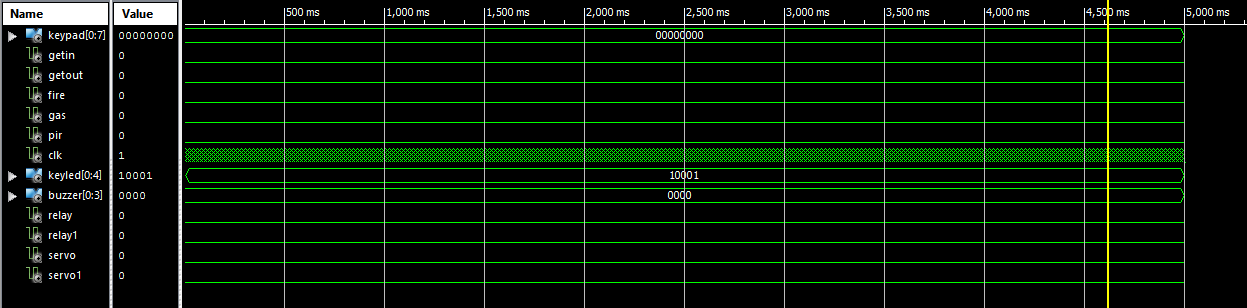 Name Value 500 ms 1,000 ms 1,500 ms 2,000 ms 2,500 ms 3,000 ms 3,500 ms 4,000 ms 4,500 ms 5,000 ms
keypad[0:7] 00000000 00000000
getin 0
getout 0
fire 0
gas 0
pir 0
clk 1
keyled[0:4] 10001 10001
buzzer[0:3] 0000 0000
relay 0
relay1 0
servo 0
servo1 0